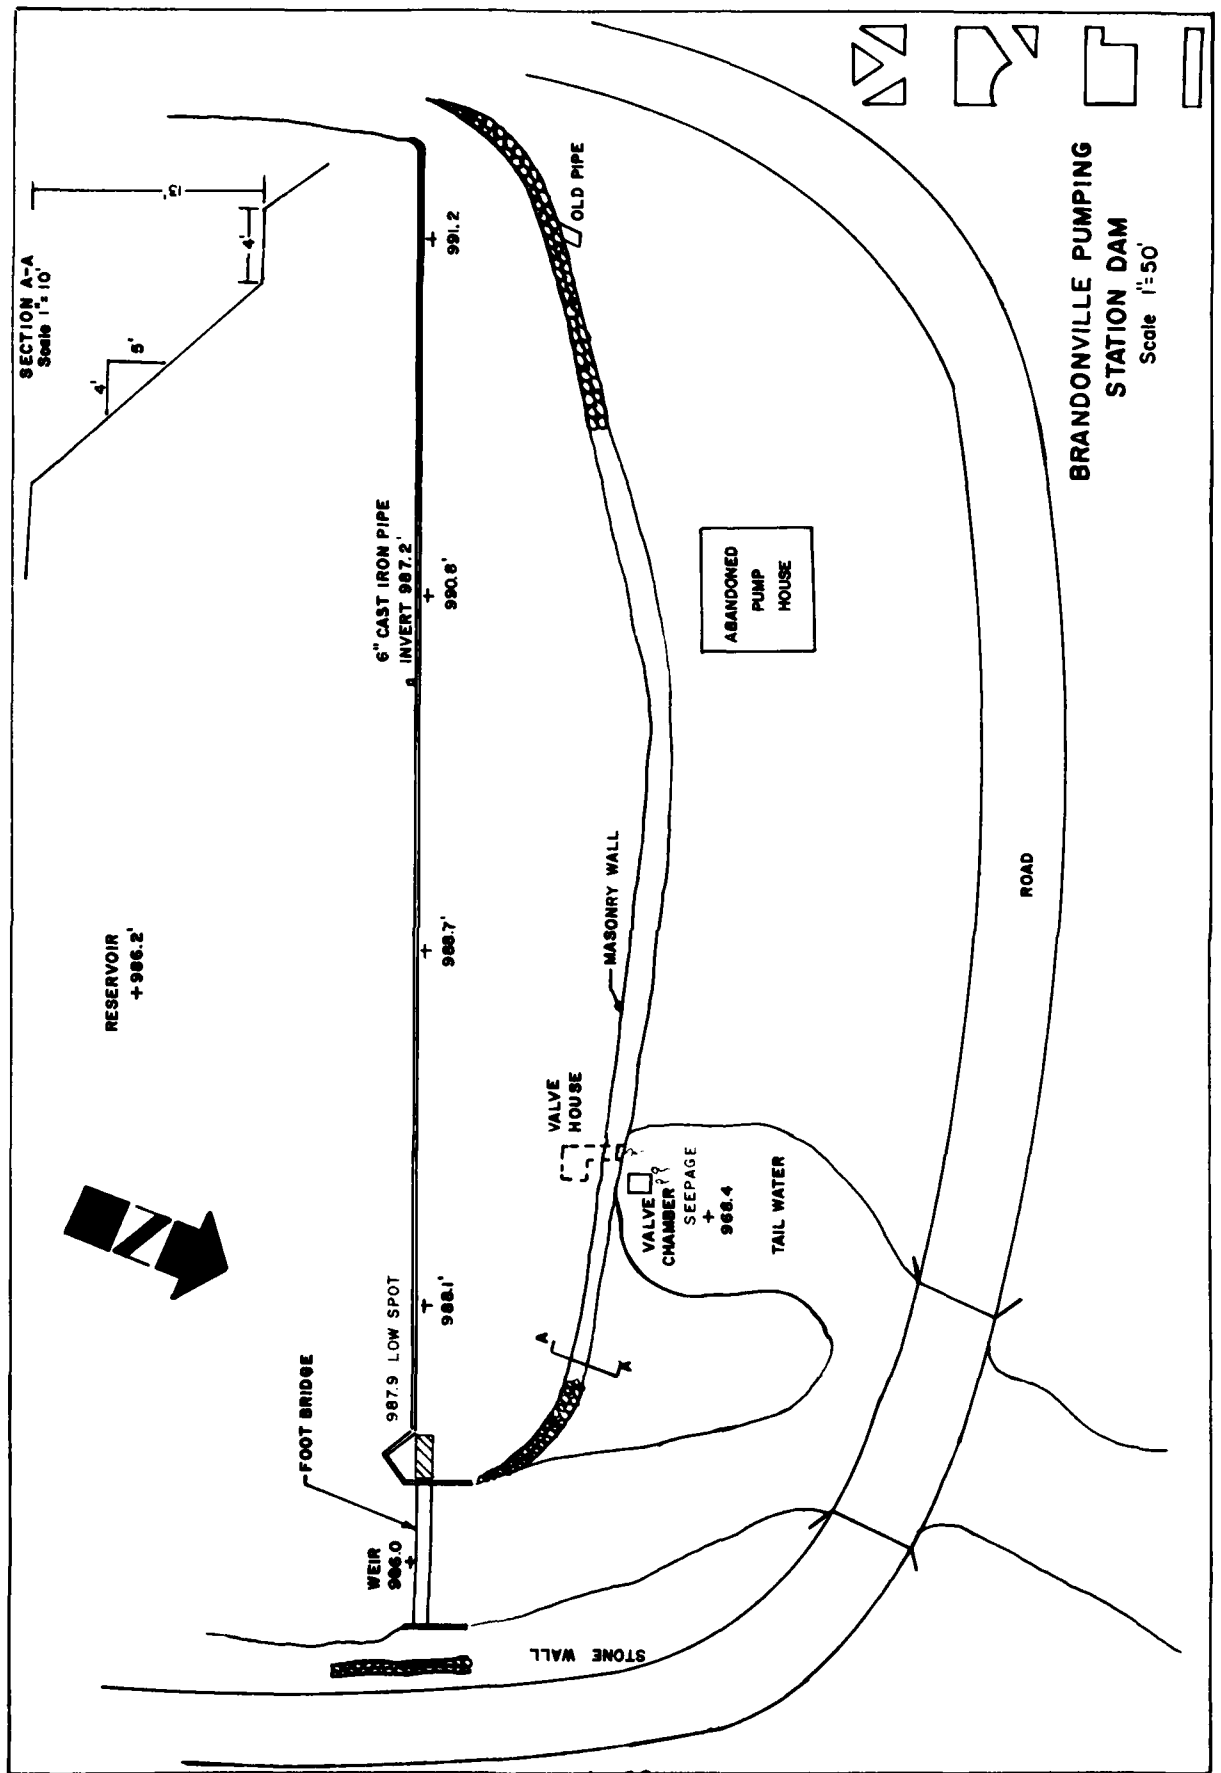 SECTION A-A
Scale 1"=10'
13'
4'
5'
4'
RESERVOIR
+986.2'
6" CAST IRON PIPE
INVERT 987.2'
991.2
990.8'
988.7'
988.1'
987.9 LOW SPOT
FOOT BRIDGE
WEIR
986.0
OLD PIPE
MASONRY WALL
VALVE
HOUSE
VALVE
CHAMBER
SEEPAGE
+
968.4
TAIL WATER
A
A
ABANDONED
PUMP
HOUSE
STONE WALL
ROAD
BRANDONVILLE PUMPING
STATION DAM
Scale 1"=50'